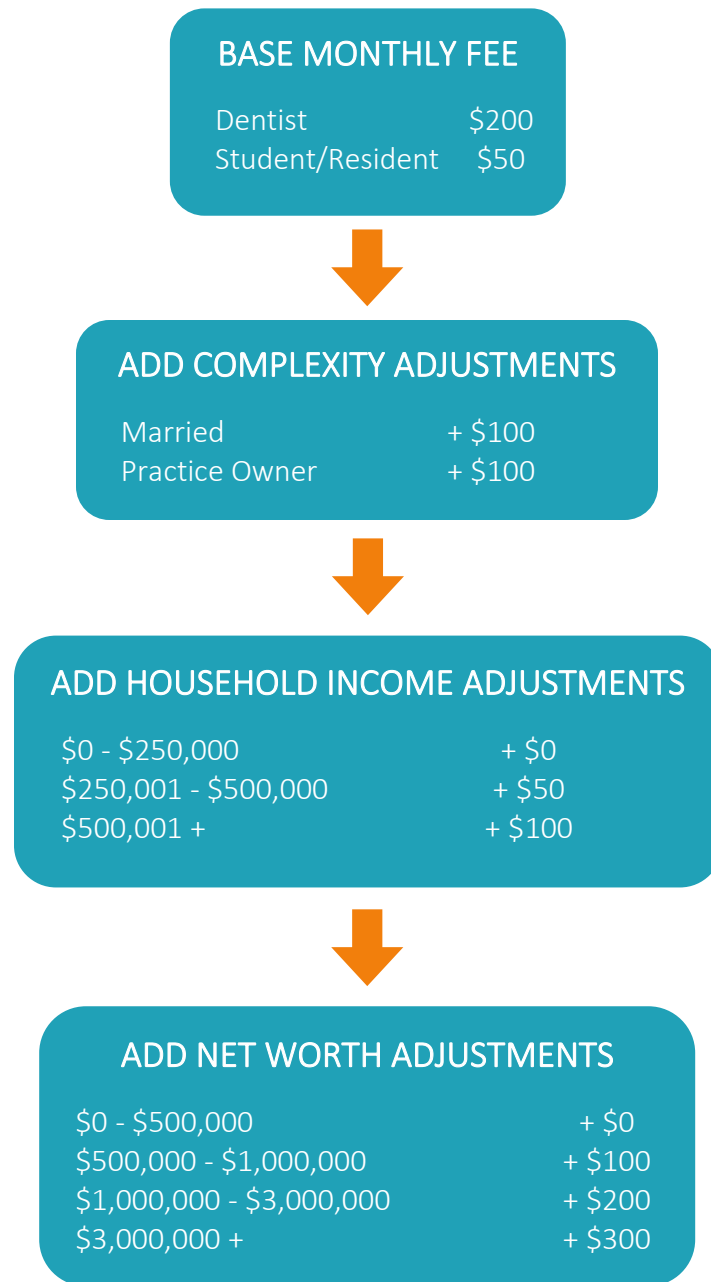 BASE MONTHLY FEE
Dentist $200
Student/Resident $50
ADD COMPLEXITY ADJUSTMENTS
Married + $100
Practice Owner + $100
ADD HOUSEHOLD INCOME ADJUSTMENTS
$0 - $250,000 + $0
$250,001 - $500,000 + $50
$500,001 + + $100
ADD NET WORTH ADJUSTMENTS
$0 - $500,000 + $0
$500,000 - $1,000,000 + $100
$1,000,000 - $3,000,000 + $200
$3,000,000 + + $300